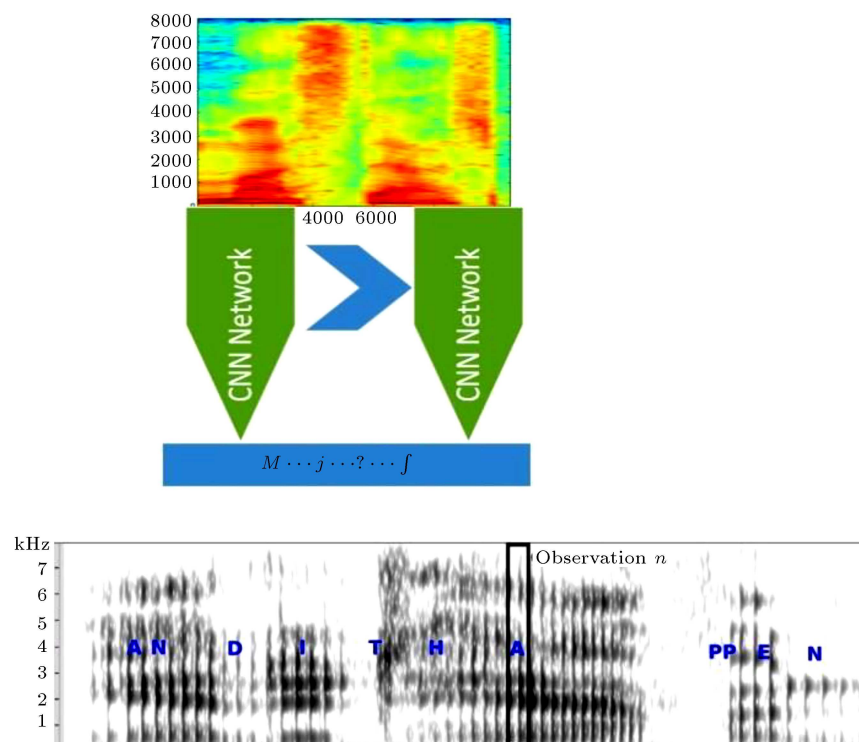 8000
7000
6000
5000
4000
3000
2000
1000
0
4000 6000
CNN Network
CNN Network
M ··· j ···? ··· ∫
kHz
Observation n
7
6
5
4
3
2
1
A N D I T H A PP E N